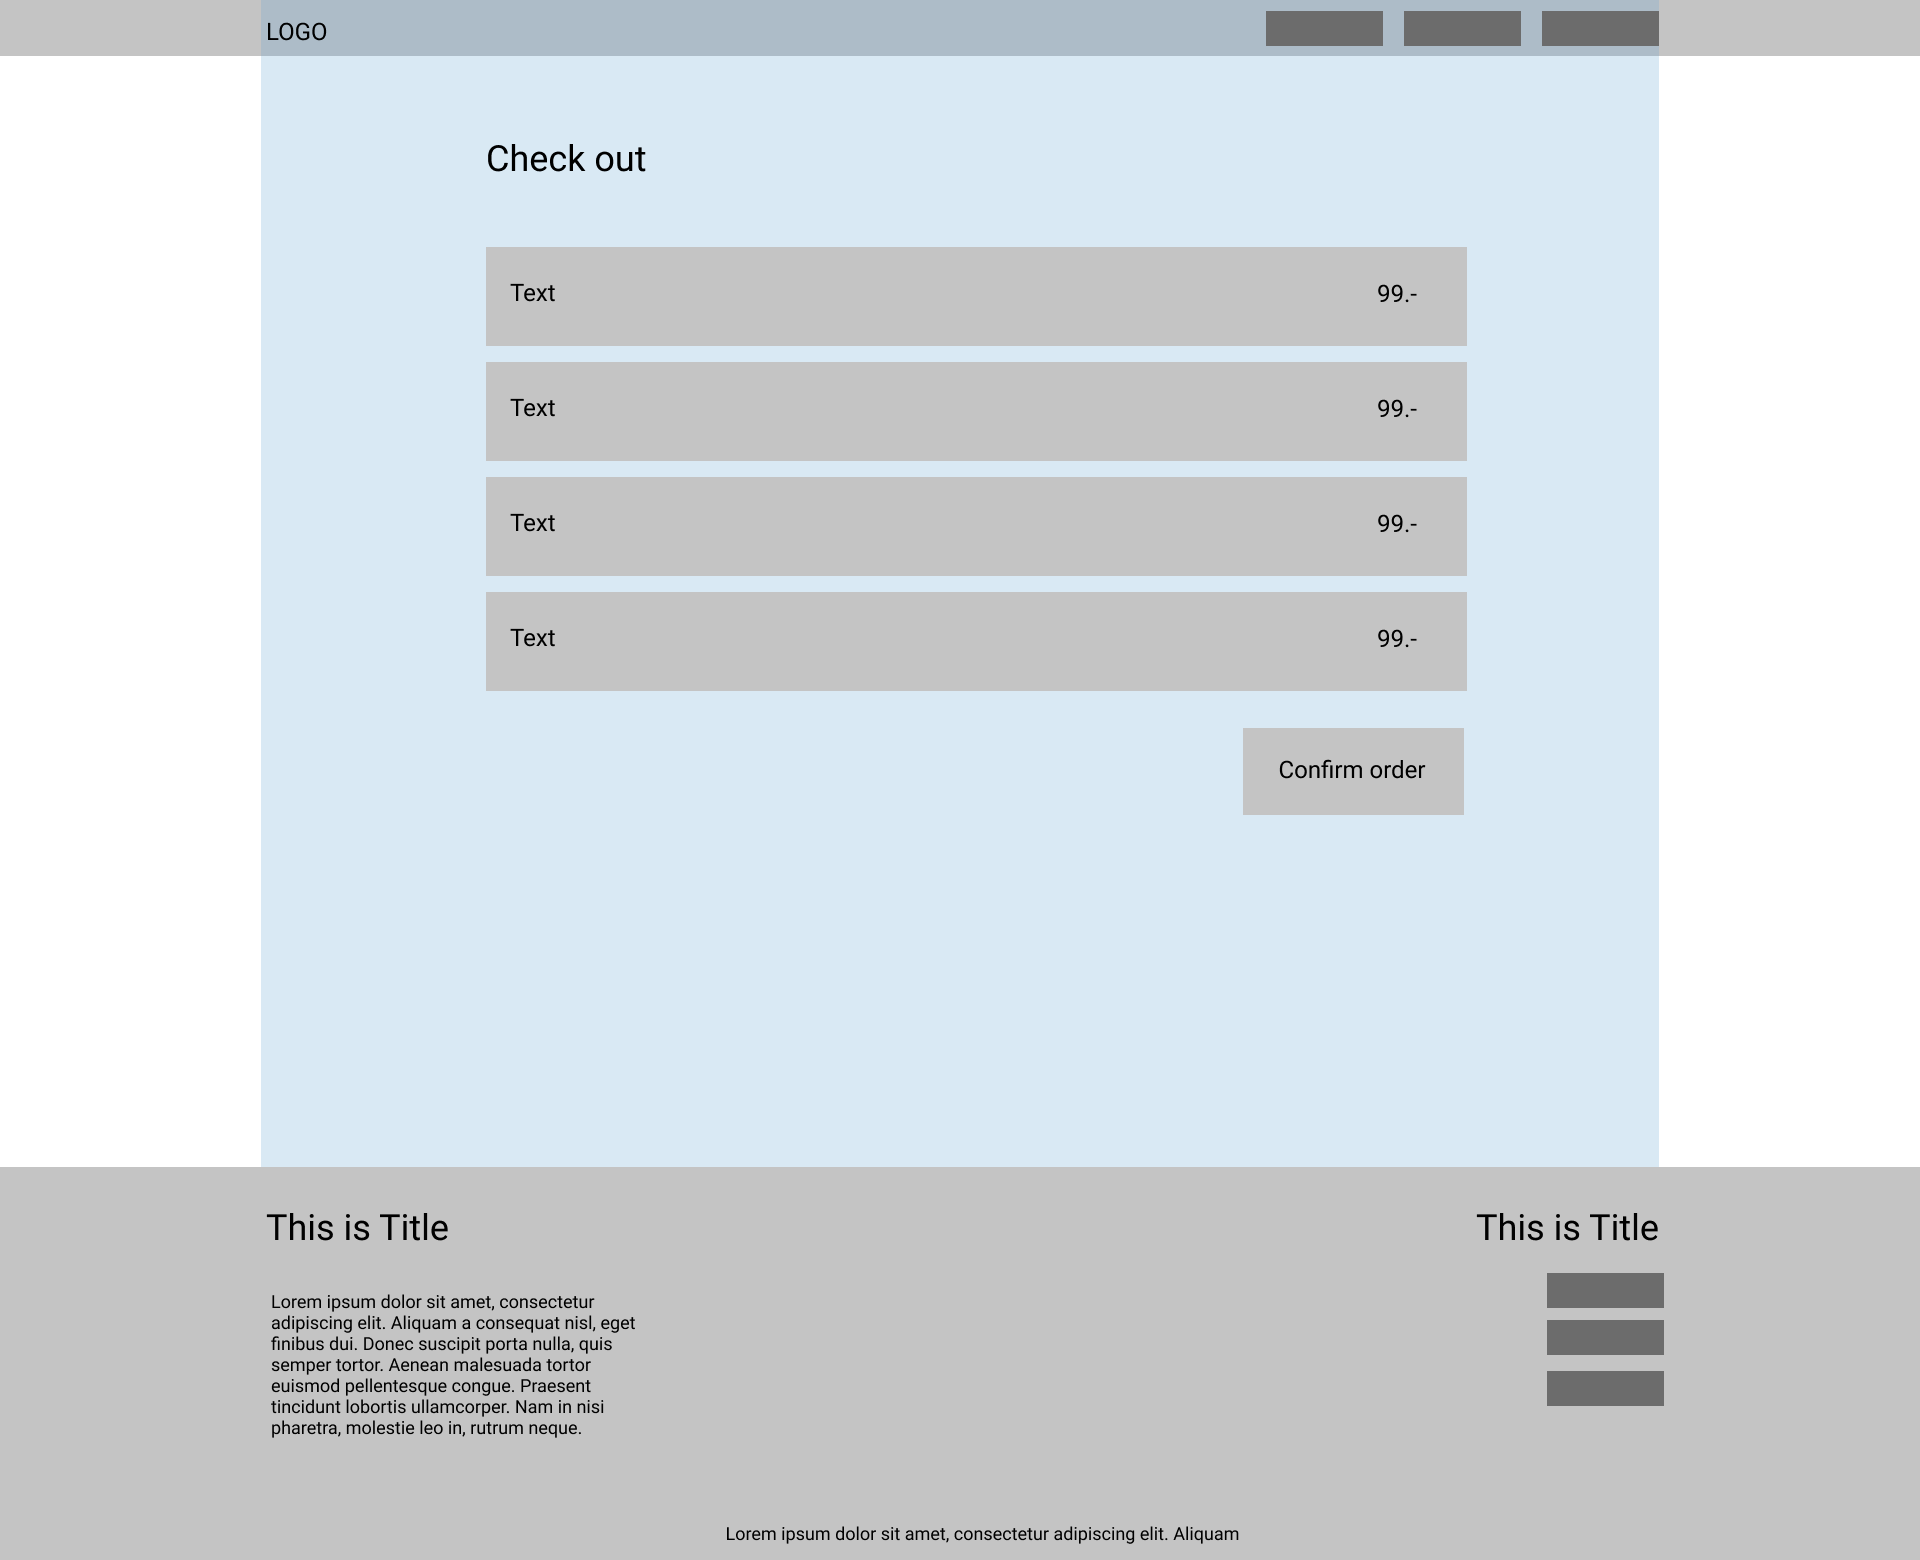 LOGO
Check out
Text 99.-
Text 99.-
Text 99.-
Text 99.-
Confirm order
This is Title
Lorem ipsum dolor sit amet, consectetur
adipiscing elit. Aliquam a consequat nisl, eget
finibus dui. Donec suscipit porta nulla, quis
semper tortor. Aenean malesuada tortor
euismod pellentesque congue. Praesent
tincidunt lobortis ullamcorper. Nam in nisi
pharetra, molestie leo in, rutrum neque.
This is Title
Lorem ipsum dolor sit amet, consectetur adipiscing elit. Aliquam